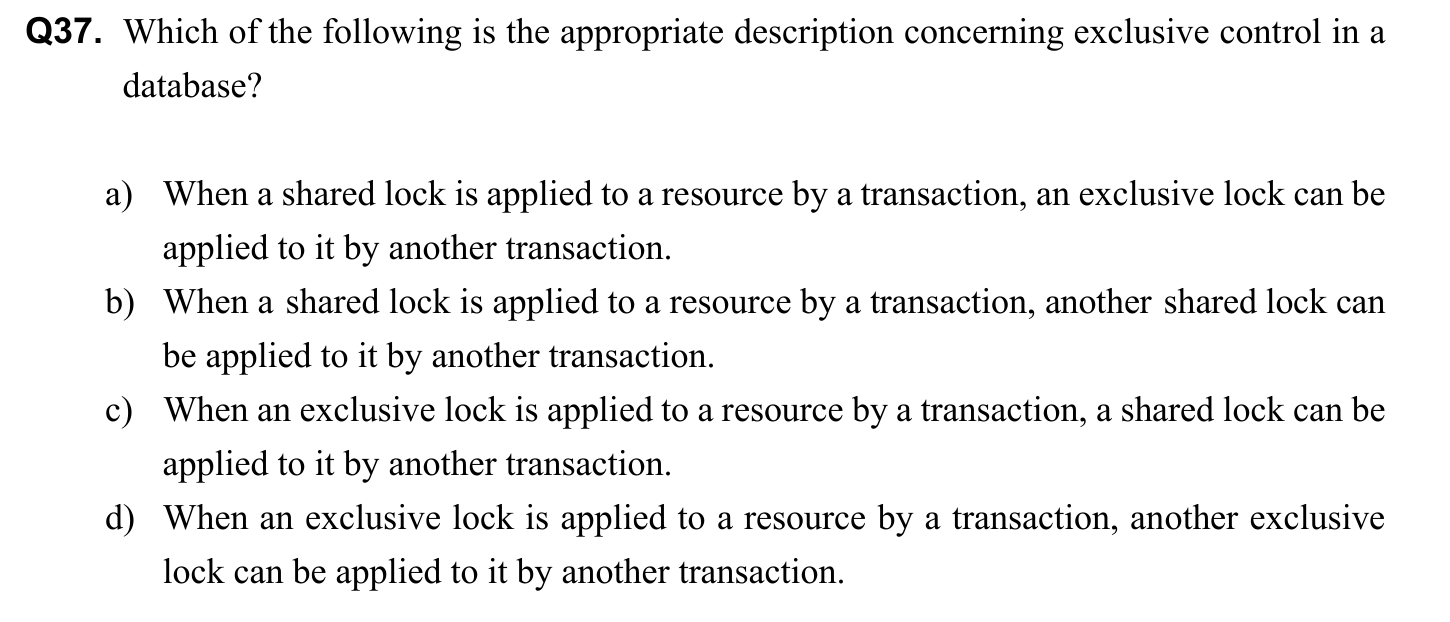 Q37. Which of the following is the appropriate description concerning exclusive control in a
database?
a) When a shared lock is applied to a resource by a transaction, an exclusive lock can be
applied to it by another transaction.
b) When a shared lock is applied to a resource by a transaction, another shared lock can
be applied to it by another transaction.
c) When an exclusive lock is applied to a resource by a transaction, a shared lock can be
applied to it by another transaction.
d) When an exclusive lock is applied to a resource by a transaction, another exclusive
lock can be applied to it by another transaction.